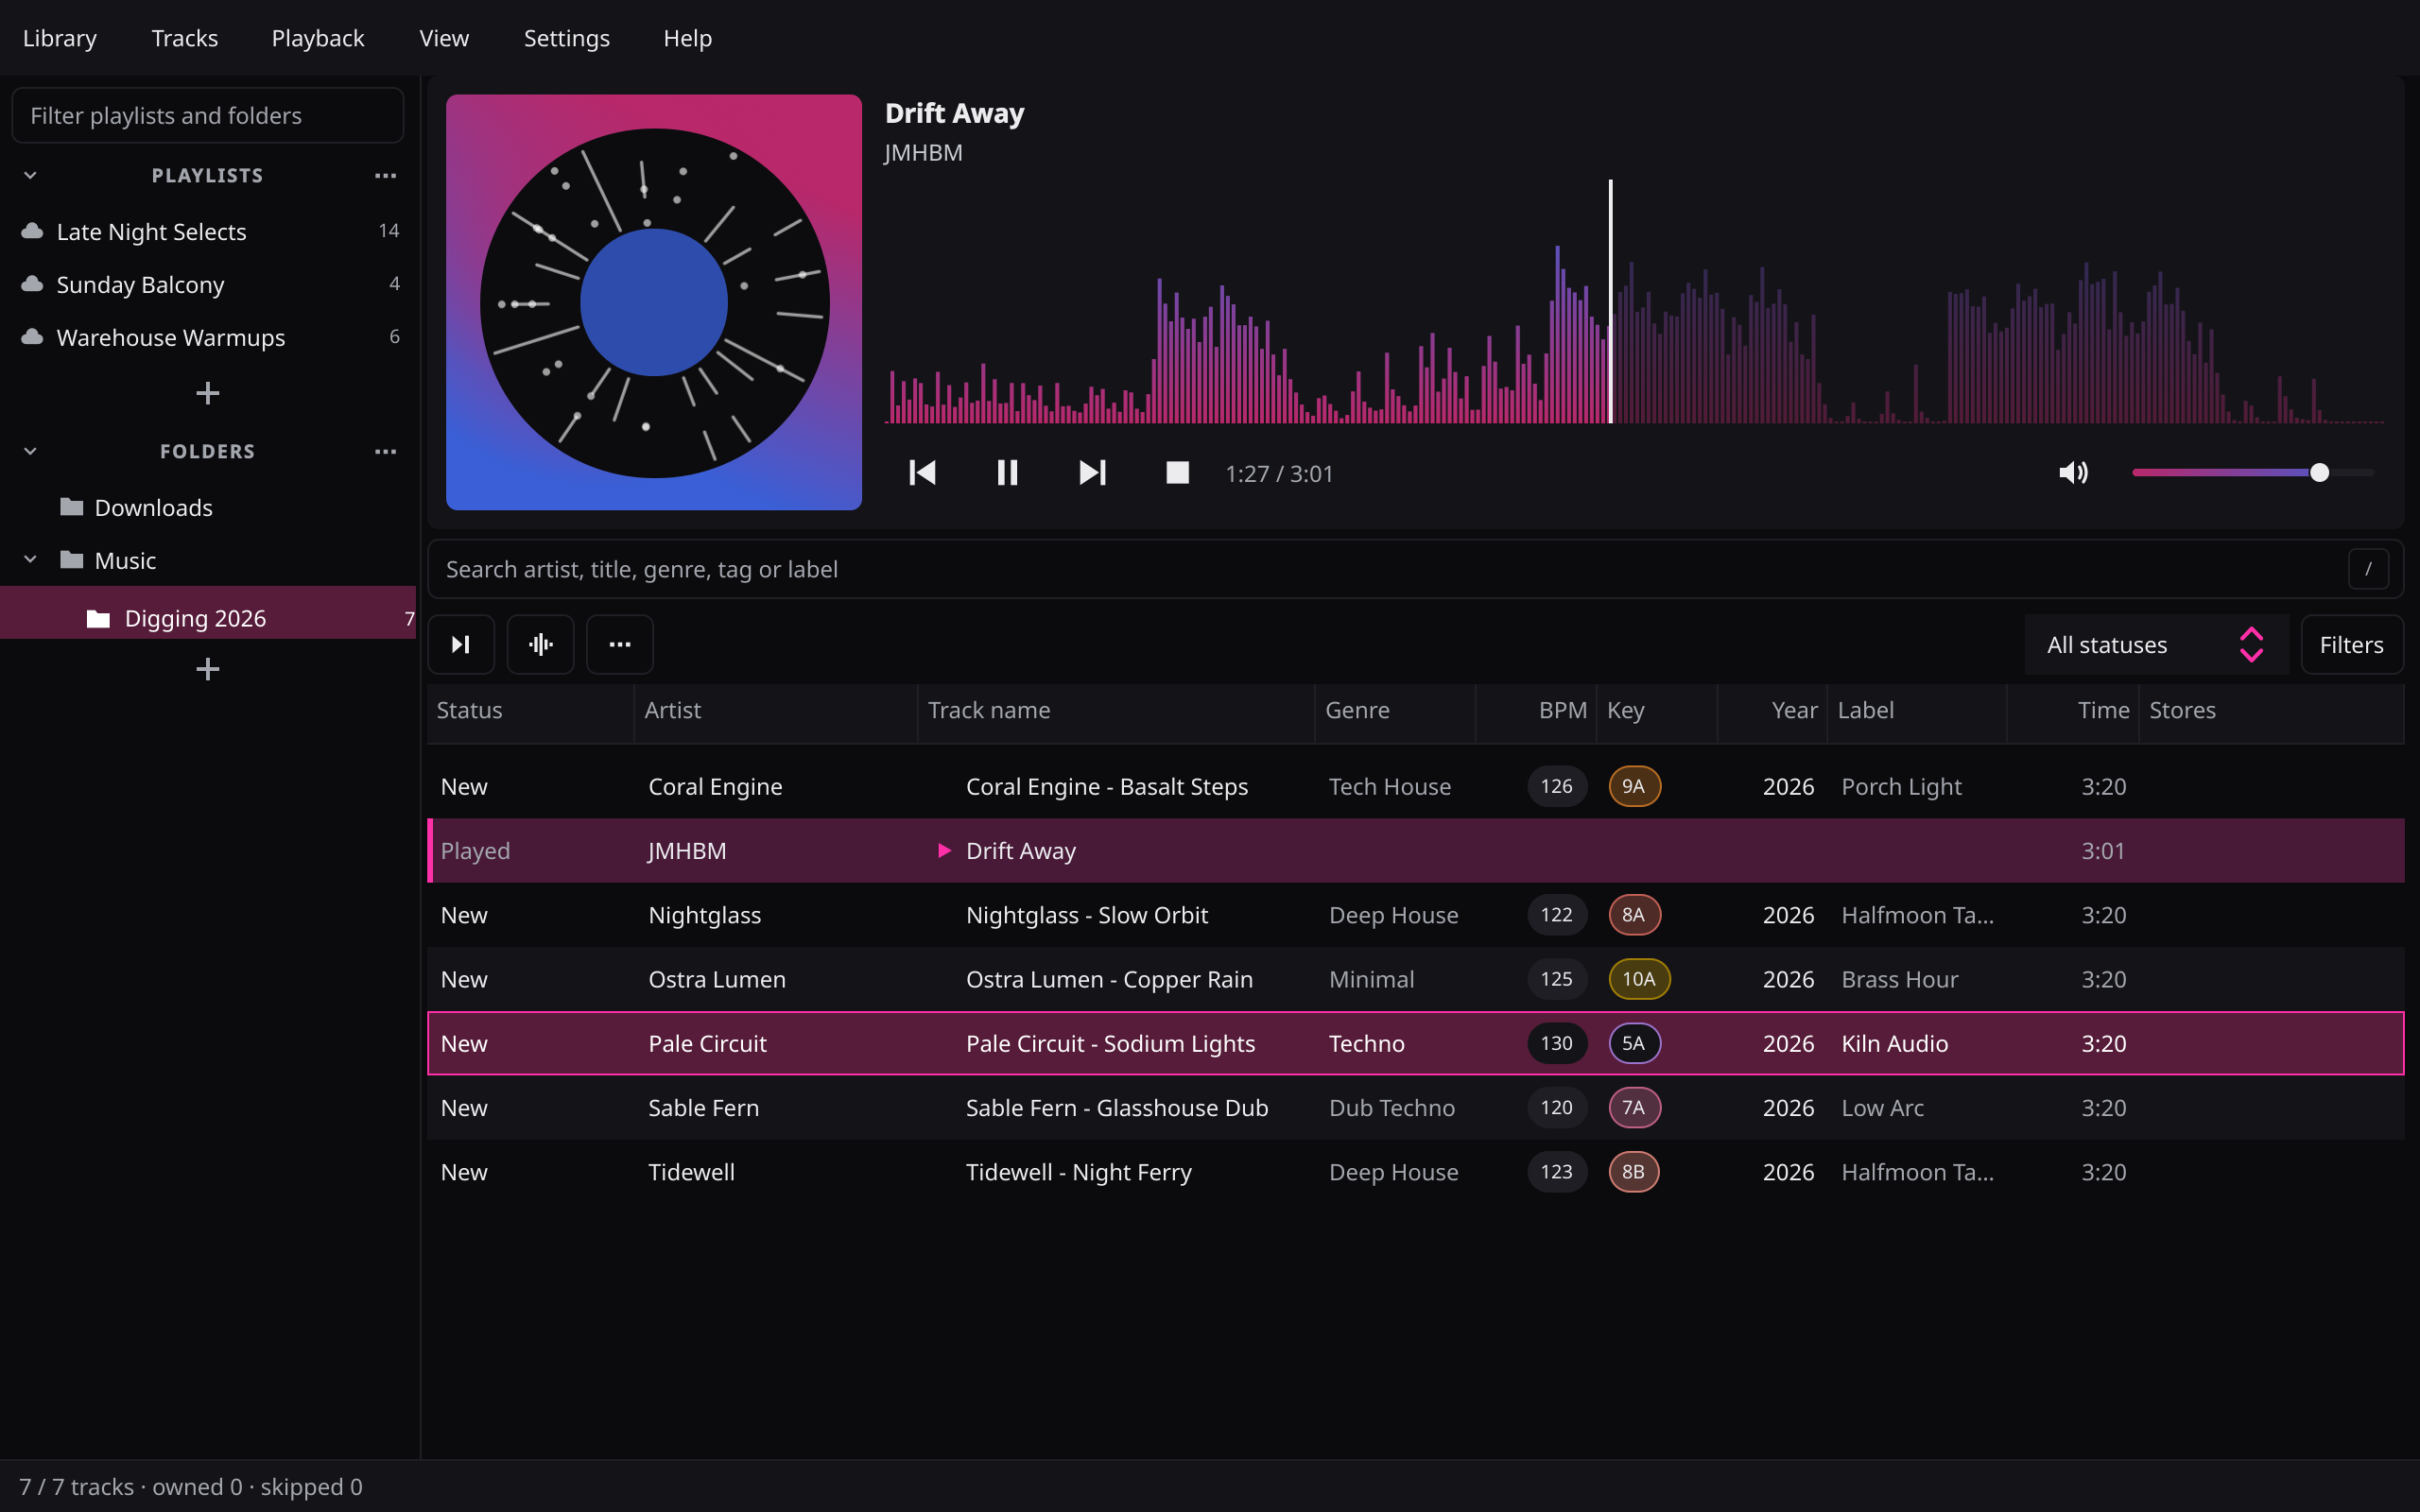 Library Tracks Playback View Settings Help
Filter playlists and folders
PLAYLISTS
Late Night Selects 14
Sunday Balcony 4
Warehouse Warmups 6
FOLDERS
Downloads
Music
Digging 2026 7
Drift Away
JMHBM
1:27 / 3:01
Search artist, title, genre, tag or label /
All statuses Filters
Status Artist Track name Genre BPM Key Year Label Time Stores
New Coral Engine Coral Engine - Basalt Steps Tech House 126 9A 2026 Porch Light 3:20
Played JMHBM Drift Away 3:01
New Nightglass Nightglass - Slow Orbit Deep House 122 8A 2026 Halfmoon Ta... 3:20
New Ostra Lumen Ostra Lumen - Copper Rain Minimal 125 10A 2026 Brass Hour 3:20
New Pale Circuit Pale Circuit - Sodium Lights Techno 130 5A 2026 Kiln Audio 3:20
New Sable Fern Sable Fern - Glasshouse Dub Dub Techno 120 7A 2026 Low Arc 3:20
New Tidewell Tidewell - Night Ferry Deep House 123 8B 2026 Halfmoon Ta... 3:20
7 / 7 tracks · owned 0 · skipped 0